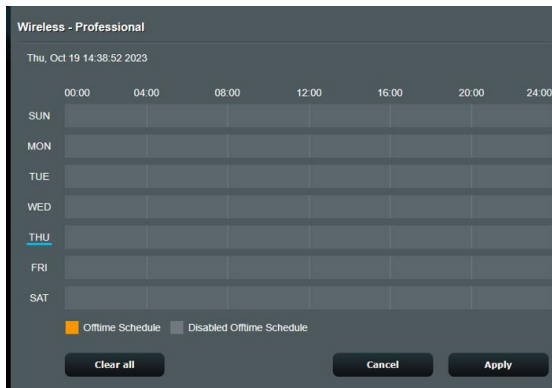 Wireless - Professional
Thu, Oct 19 14:38:52 2023
00:00 04:00 08:00 12:00 16:00 20:00 24:00
SUN
MON
TUE
WED
THU
FRI
SAT
Offtime Schedule Disabled Offtime Schedule
Clear all Cancel Apply